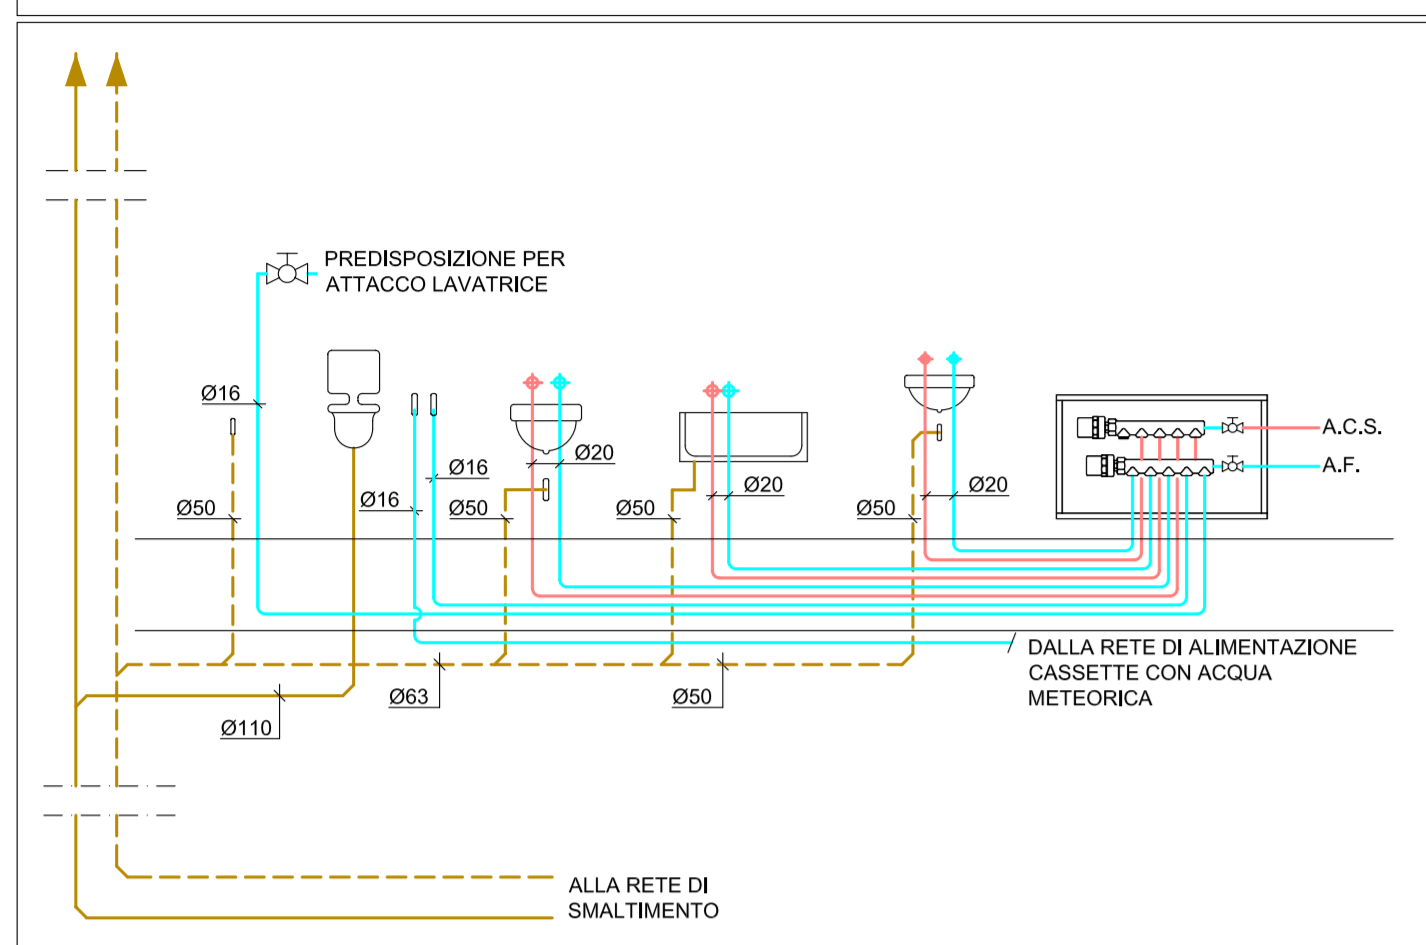 PREDISPOSIZIONE PER
ATTACCO LAVATRICE
Ø16
A.C.S.
Ø20
A.F.
Ø16
Ø20
Ø20
Ø16
Ø50
Ø50
Ø50
Ø50
DALLA RETE DI ALIMENTAZIONE
CASSETTE CON ACQUA
METEORICA
Ø63
Ø50
Ø110
ALLA RETE DI
SMALTIMENTO